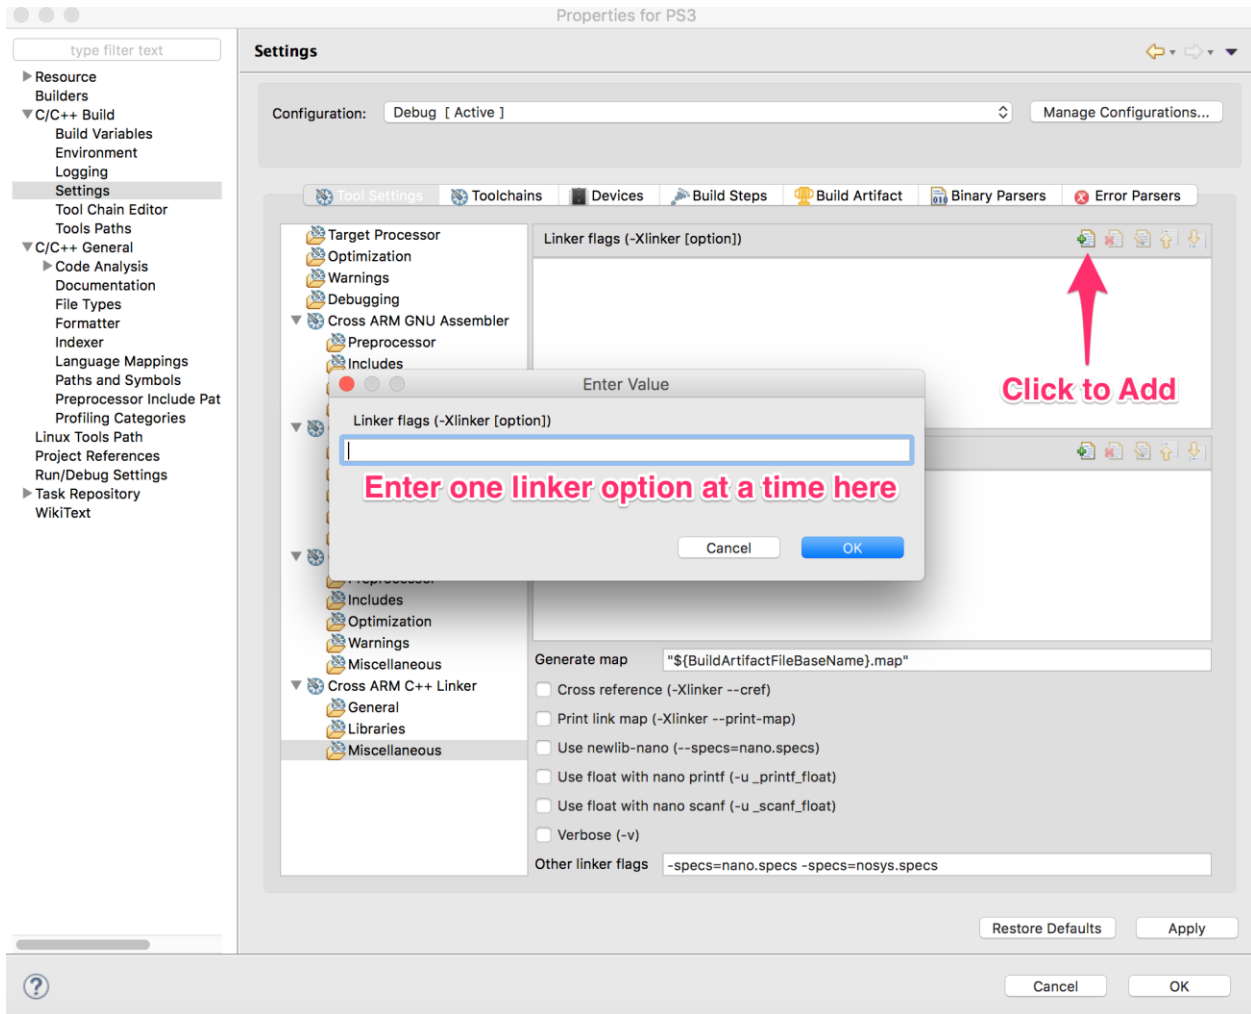 Properties for PS3
type filter text
Resource
Builders
C/C++ Build
Build Variables
Environment
Logging
Settings
Tool Chain Editor
Tools Paths
C/C++ General
Code Analysis
Documentation
File Types
Formatter
Indexer
Language Mappings
Paths and Symbols
Preprocessor Include Pat
Profiling Categories
Linux Tools Path
Project References
Run/Debug Settings
Task Repository
WikiText
Settings
Configuration: Debug [ Active ] Manage Configurations...
Tool Settings Toolchains Devices Build Steps Build Artifact Binary Parsers Error Parsers
Target Processor
Optimization
Warnings
Debugging
Cross ARM GNU Assembler
Preprocessor
Includes
Linker flags (-Xlinker [option])
Click to Add
Enter Value
Linker flags (-Xlinker [option])
Enter one linker option at a time here
Cancel OK
Preprocessor
Includes
Optimization
Warnings
Miscellaneous
Cross ARM C++ Linker
General
Libraries
Miscellaneous
Generate map "${BuildArtifactFileBaseName}.map"
Cross reference (-Xlinker --cref)
Print link map (-Xlinker --print-map)
Use newlib-nano (--specs=nano.specs)
Use float with nano printf (-u _printf_float)
Use float with nano scanf (-u _scanf_float)
Verbose (-v)
Other linker flags -specs=nano.specs -specs=nosys.specs
Restore Defaults Apply
Cancel OK